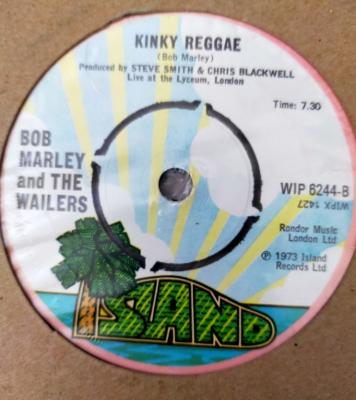 KINKY REGGAE
(Bob Marley)
Produced by STEVE SMITH & CHRIS BLACKWELL
Live at the Lyceum, London
Time: 7.30
BOB
MARLEY
and THE
WAILERS
WIP 6244-B
WIPX 1427
Rondor Music
London Ltd
℗ 1973 Island
Records Ltd
ISLAND